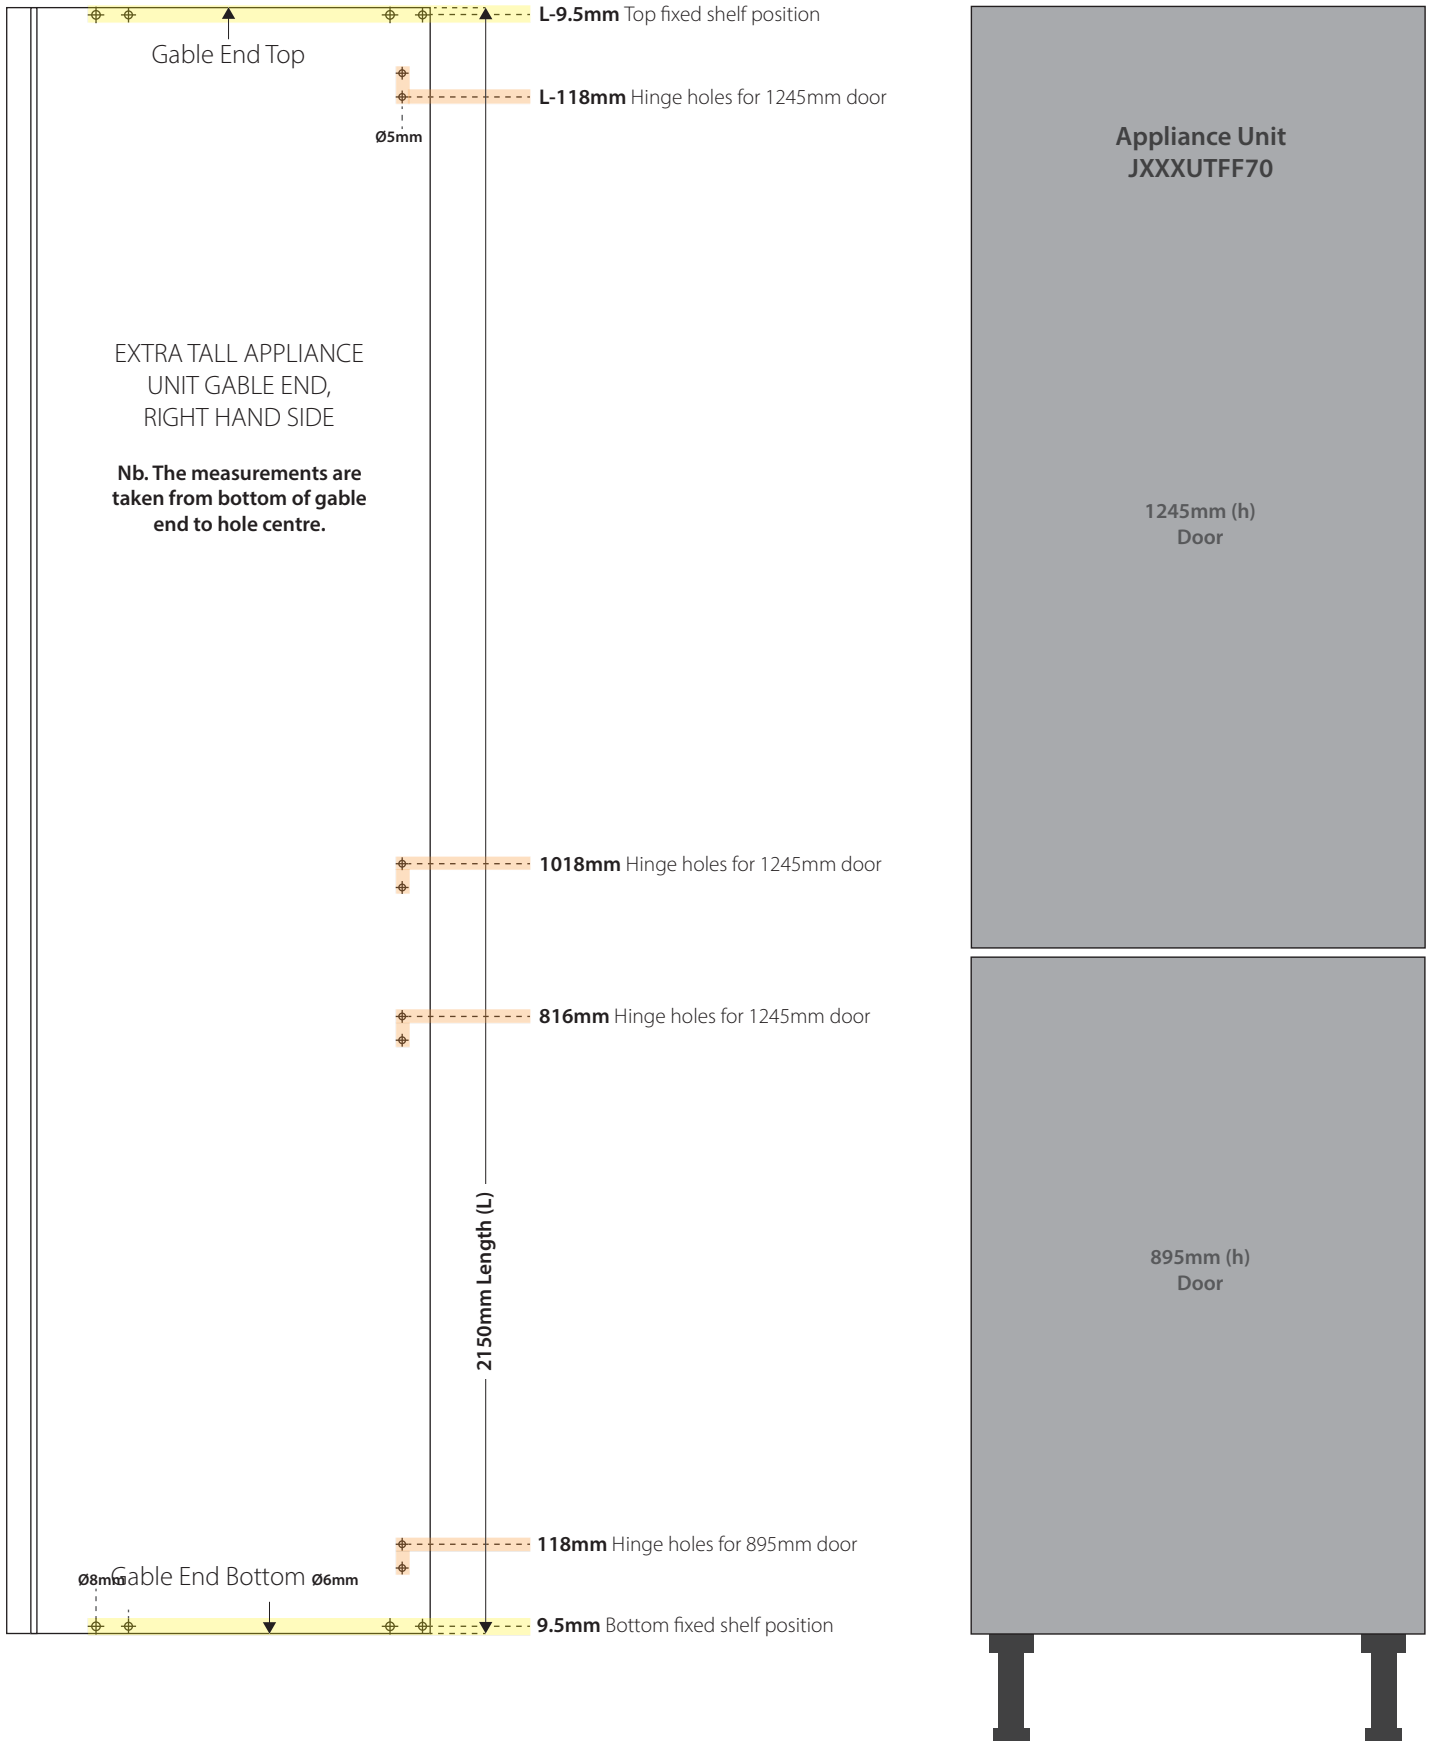 L-9.5mm Top fixed shelf position
Gable End Top
L-118mm Hinge holes for 1245mm door
Ø5mm
Appliance Unit
JXXXUTFF70
EXTRA TALL APPLIANCE
UNIT GABLE END,
RIGHT HAND SIDE
Nb. The measurements are
taken from bottom of gable
end to hole centre.
1245mm (h)
Door
1018mm Hinge holes for 1245mm door
816mm Hinge holes for 1245mm door
2150mm Length (L)
895mm (h)
Door
118mm Hinge holes for 895mm door
Ø8mm
Gable End Bottom
Ø6mm
9.5mm Bottom fixed shelf position